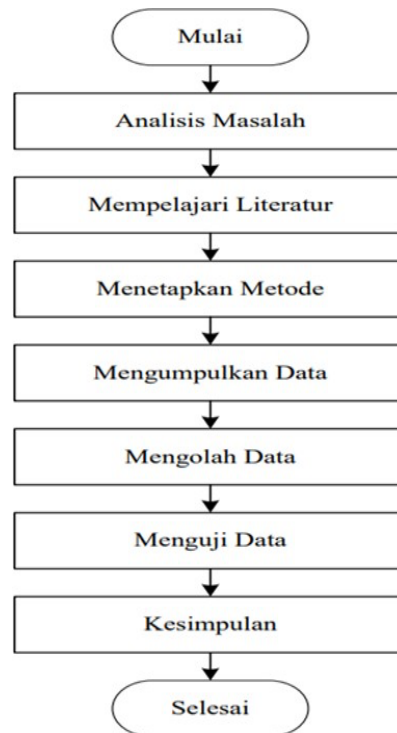 Mulai
Analisis Masalah
Mempelajari Literatur
Menetapkan Metode
Mengumpulkan Data
Mengolah Data
Menguji Data
Kesimpulan
Selesai